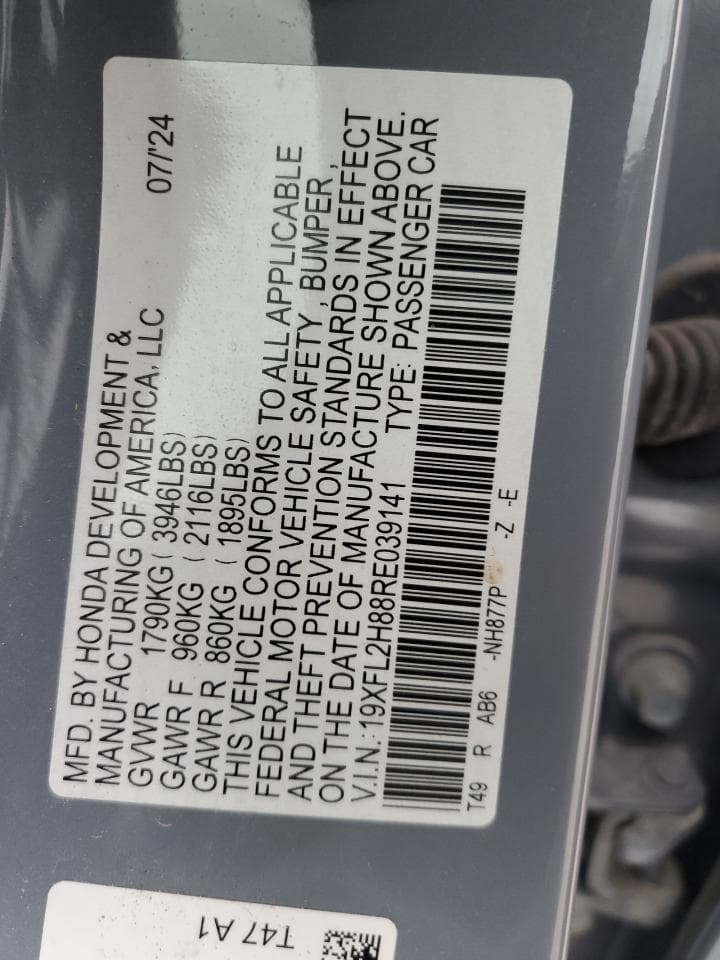 MFD. BY HONDA DEVELOPMENT &
MANUFACTURING OF AMERICA, LLC 07/'24
GVWR 1790KG ( 3946LBS)
GAWR F 960KG ( 2116LBS)
GAWR R 860KG ( 1895LBS)
THIS VEHICLE CONFORMS TO ALL APPLICABLE
FEDERAL MOTOR VEHICLE SAFETY , BUMPER ,
AND THEFT PREVENTION STANDARDS IN EFFECT
ON THE DATE OF MANUFACTURE SHOWN ABOVE.
V.I.N.: 19XFL2H88RE039141 TYPE: PASSENGER CAR
T49 R AB6 -NH877P -Z -E
T47 A1